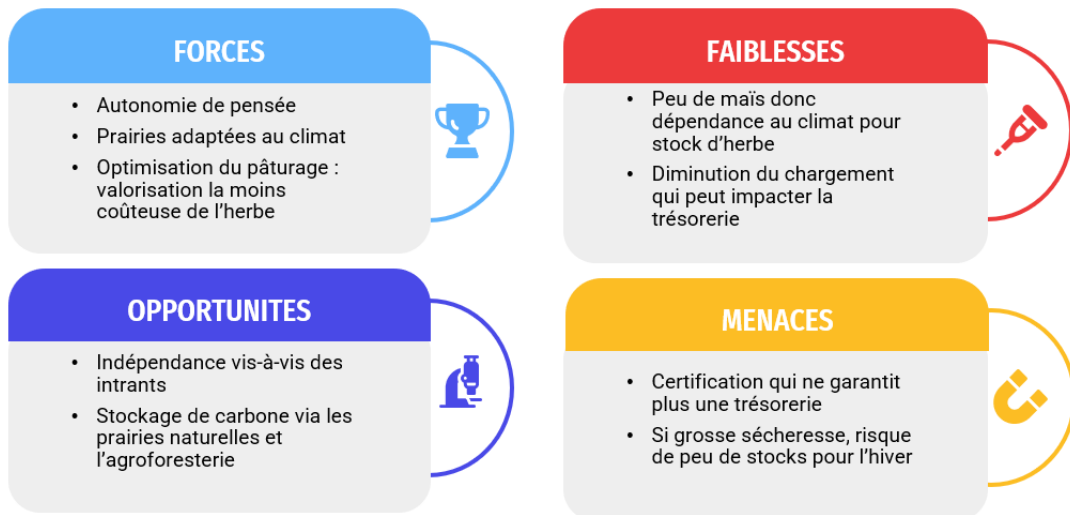 FORCES
• Autonomie de pensée
• Prairies adaptées au climat
• Optimisation du pâturage :
valorisation la moins
coûteuse de l'herbe
FAIBLESSES
• Peu de maïs donc
dépendance au climat pour
stock d'herbe
• Diminution du chargement
qui peut impacter la
trésorerie
OPPORTUNITES
• Indépendance vis-à-vis des
intrants
• Stockage de carbone via les
prairies naturelles et
l'agroforesterie
MENACES
• Certification qui ne garantit
plus une trésorerie
• Si grosse sécheresse, risque
de peu de stocks pour l'hiver